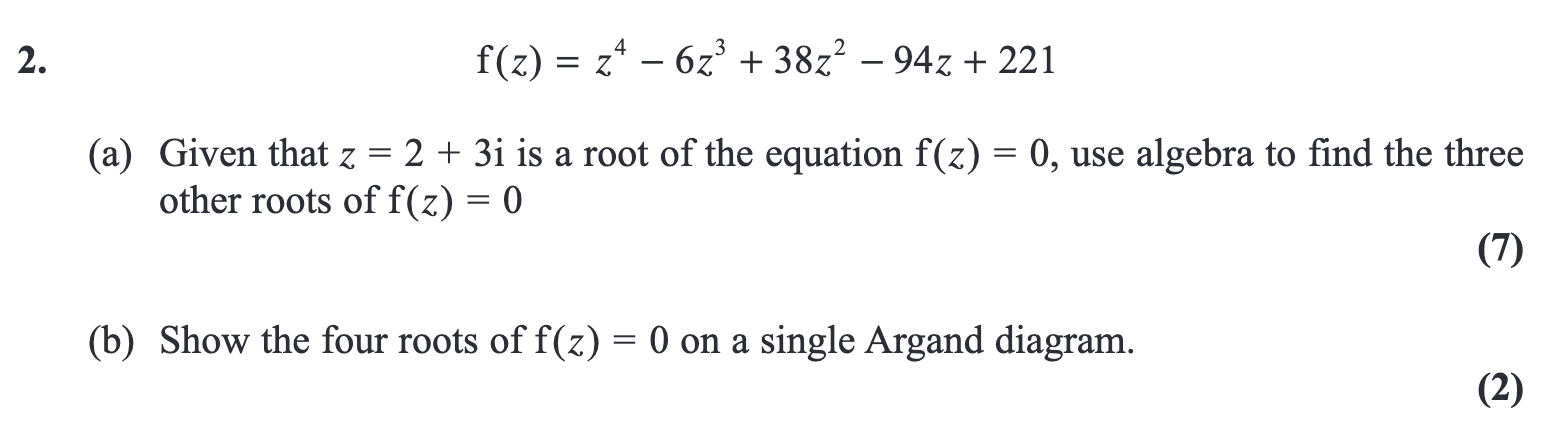 2.
f(z) = z⁴ – 6z³ + 38z² – 94z + 221
(a) Given that z = 2 + 3i is a root of the equation f(z) = 0, use algebra to find the three
other roots of f(z) = 0
(7)
(b) Show the four roots of f(z) = 0 on a single Argand diagram.
(2)